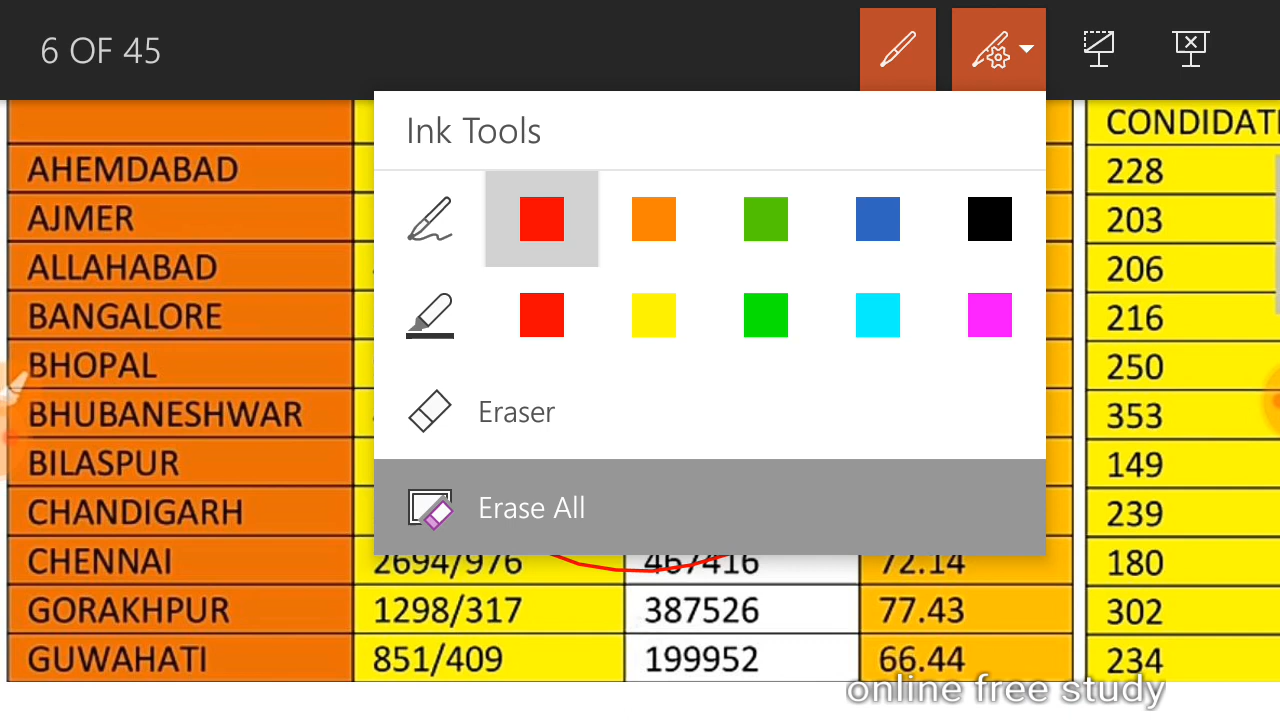 6 OF 45
Ink Tools
Eraser
Erase All
CONDIDAT
AHEMDABAD 228
AJMER 203
ALLAHABAD 206
BANGALORE 216
BHOPAL 250
BHUBANESHWAR 353
BILASPUR 149
CHANDIGARH 239
CHENNAI 2694/976 467416 72.14 180
GORAKHPUR 1298/317 387526 77.43 302
GUWAHATI 851/409 199952 66.44 234
online free study